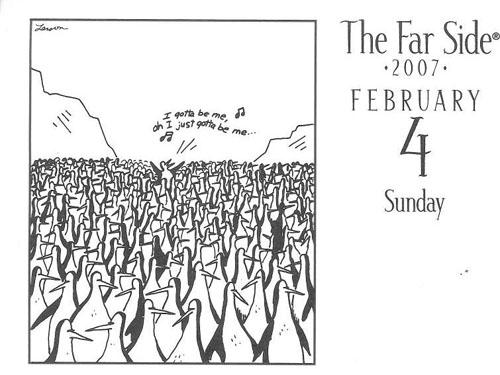 Larson
I gotta be me,
oh I just gotta be me...
The Far Side®
·2007·
FEBRUARY
4
Sunday